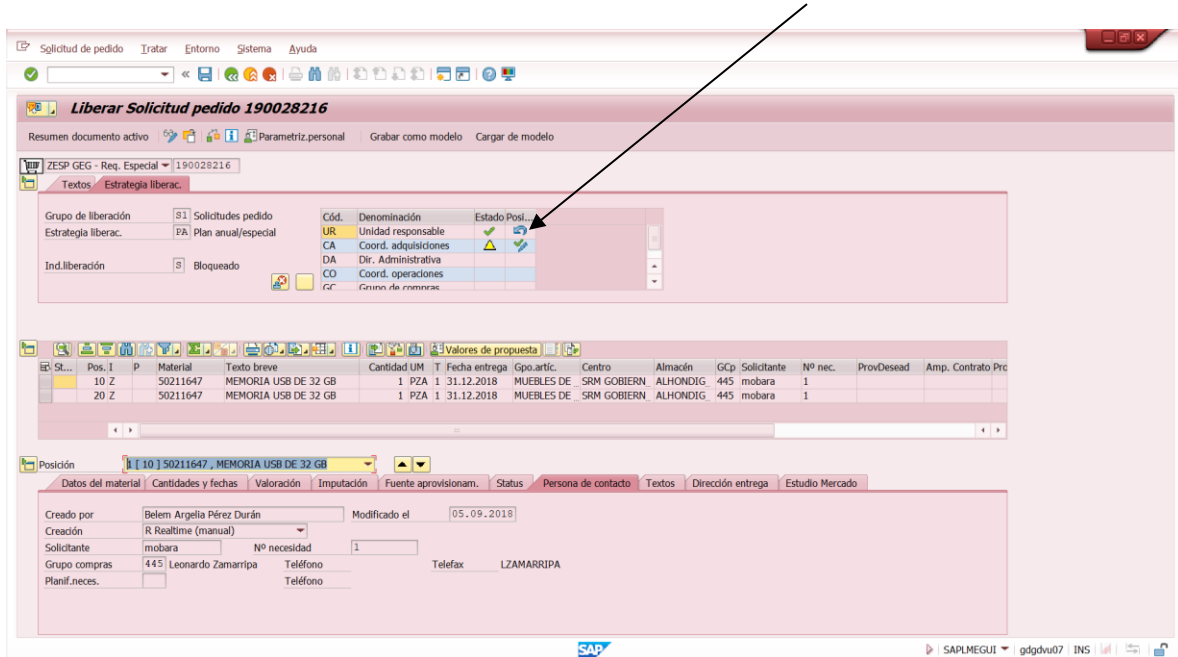 Solicitud de pedido Tratar Entorno Sistema Ayuda
Liberar Solicitud pedido 190028216
Resumen documento activo Parametriz.personal Grabar como modelo Cargar de modelo
ZESP GEG - Req. Especial 190028216
Textos Estrategia liberac.
Grupo de liberación S1 Solicitudes pedido Cód. Denominación Estado Posi...
Estrategia liberac. PA Plan anual/especial UR Unidad responsable
CA Coord. adquisiciones
Ind.liberación S Bloqueado DA Dir. Administrativa
CO Coord. operaciones
GC Grupo de compras
Valores de propuesta
St... Pos. I P Material Texto breve Cantidad UM T Fecha entrega Gpo.artíc. Centro Almacén GCp Solicitante Nº nec. ProvDesead Amp. Contrato Pro
10 Z 50211647 MEMORIA USB DE 32 GB 1 PZA 1 31.12.2018 MUEBLES DE SRM GOBIERN ALHONDIG 445 mobara 1
20 Z 50211647 MEMORIA USB DE 32 GB 1 PZA 1 31.12.2018 MUEBLES DE SRM GOBIERN ALHONDIG 445 mobara 1
Posición 1 [ 10 ] 50211647 , MEMORIA USB DE 32 GB
Datos del material Cantidades y fechas Valoración Imputación Fuente aprovisionam. Status Persona de contacto Textos Dirección entrega Estudio Mercado
Creado por Belem Argelia Pérez Durán Modificado el 05.09.2018
Creación R Realtime (manual)
Solicitante mobara Nº necesidad 1
Grupo compras 445 Leonardo Zamarripa Teléfono Telefax LZAMARRIPA
Planif.neces. Teléfono
SAP SAPLMEGUI gdgdvu07 INS